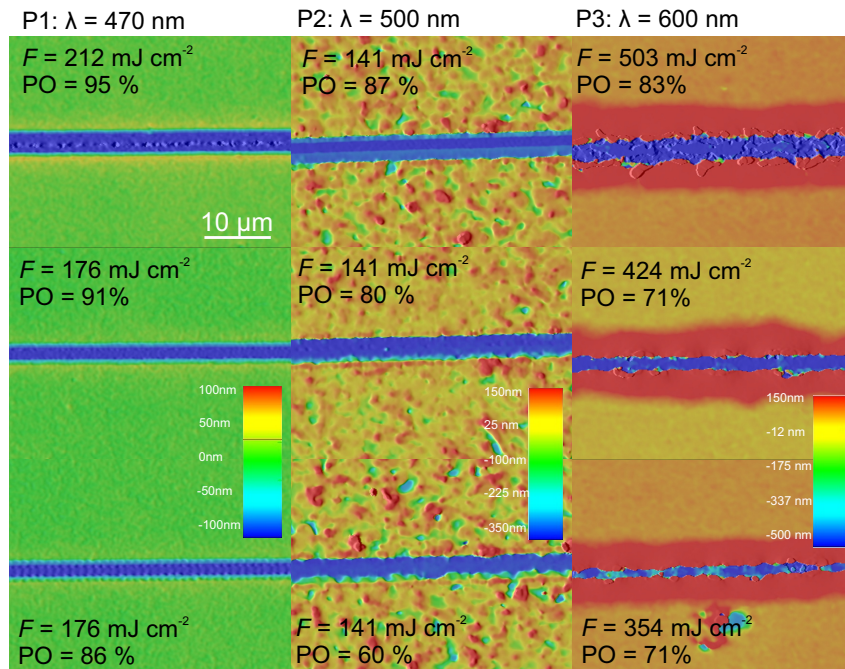 P1: λ = 470 nm
P2: λ = 500 nm
P3: λ = 600 nm
F = 212 mJ cm-2
PO = 95 %
F = 141 mJ cm-2
PO = 87 %
F = 503 mJ cm-2
PO = 83%
10 µm
F = 176 mJ cm-2
PO = 91%
F = 141 mJ cm-2
PO = 80 %
F = 424 mJ cm-2
PO = 71%
100nm
50nm
0nm
-50nm
-100nm
150nm
25 nm
-100nm
-225 nm
-350nm
150nm
-12 nm
-175 nm
-337 nm
-500 nm
F = 176 mJ cm-2
PO = 86 %
F = 141 mJ cm-2
PO = 60 %
F = 354 mJ cm-2
PO = 71%